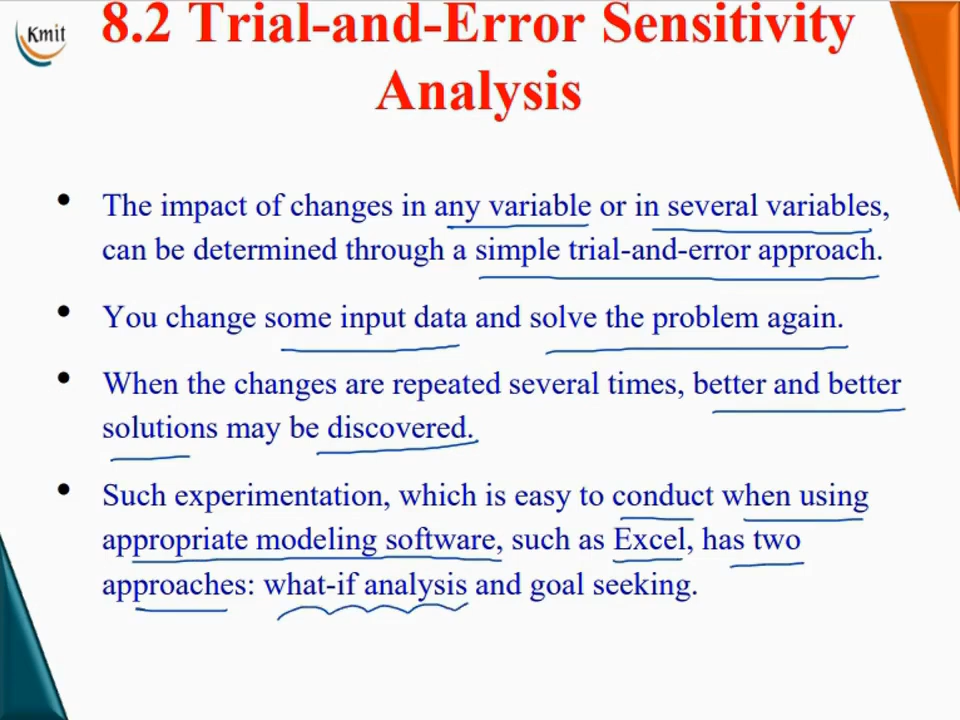 Kmit
8.2 Trial-and-Error Sensitivity
Analysis
• The impact of changes in any variable or in several variables,
can be determined through a simple trial-and-error approach.
• You change some input data and solve the problem again.
• When the changes are repeated several times, better and better
solutions may be discovered.
• Such experimentation, which is easy to conduct when using
appropriate modeling software, such as Excel, has two
approaches: what-if analysis and goal seeking.